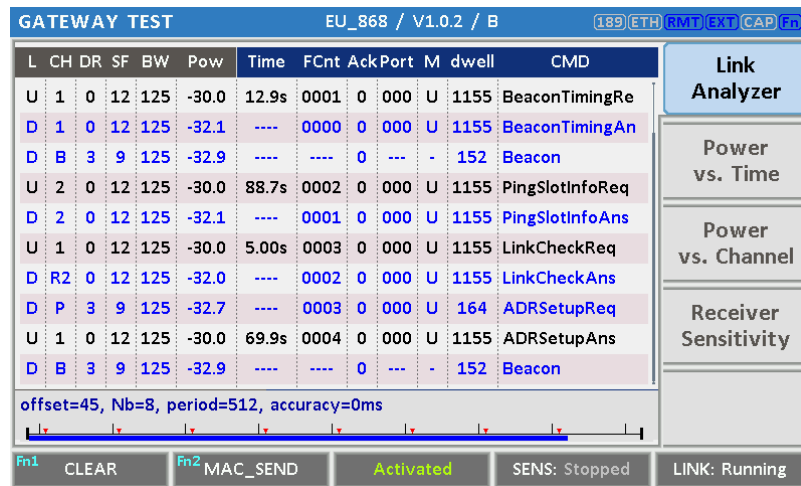 GATEWAY TEST EU_868 / V1.0.2 / B (189) (ETH) (RMT) (EXT) (CAP) (Fn)
L CH DR SF BW Pow Time FCnt Ack Port M dwell CMD
U 1 0 12 125 -30.0 12.9s 0001 0 000 U 1155 BeaconTimingRe
D 1 0 12 125 -32.1 ---- 0000 0 000 U 1155 BeaconTimingAn
D B 3 9 125 -32.9 ---- ---- 0 --- - 152 Beacon
U 2 0 12 125 -30.0 88.7s 0002 0 000 U 1155 PingSlotInfoReq
D 2 0 12 125 -32.1 ---- 0001 0 000 U 1155 PingSlotInfoAns
U 1 0 12 125 -30.0 5.00s 0003 0 000 U 1155 LinkCheckReq
D R2 0 12 125 -32.0 ---- 0002 0 000 U 1155 LinkCheckAns
D P 3 9 125 -32.7 ---- 0003 0 000 U 164 ADRSetupReq
U 1 0 12 125 -30.0 69.9s 0004 0 000 U 1155 ADRSetupAns
D B 3 9 125 -32.9 ---- ---- 0 --- - 152 Beacon
offset=45, Nb=8, period=512, accuracy=0ms
Link
Analyzer
Power
vs. Time
Power
vs. Channel
Receiver
Sensitivity
Fn1 CLEAR Fn2 MAC_SEND Activated SENS: Stopped LINK: Running